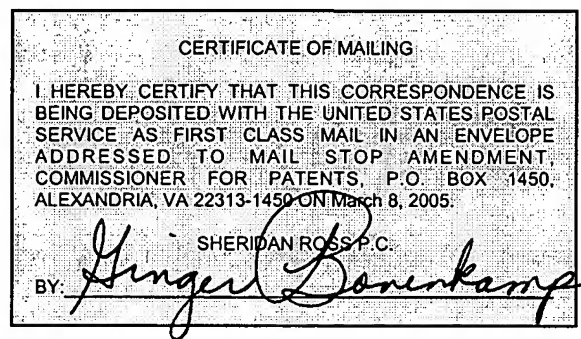 CERTIFICATE OF MAILING
I HEREBY CERTIFY THAT THIS CORRESPONDENCE IS
BEING DEPOSITED WITH THE UNITED STATES POSTAL
SERVICE AS FIRST CLASS MAIL IN AN ENVELOPE
ADDRESSED TO MAIL STOP AMENDMENT,
COMMISSIONER FOR PATENTS, P.O. BOX 1450,
ALEXANDRIA, VA 22313-1450 ON March 8, 2005.
SHERIDAN ROSS P.C.
BY: Ginger Bonenkamp